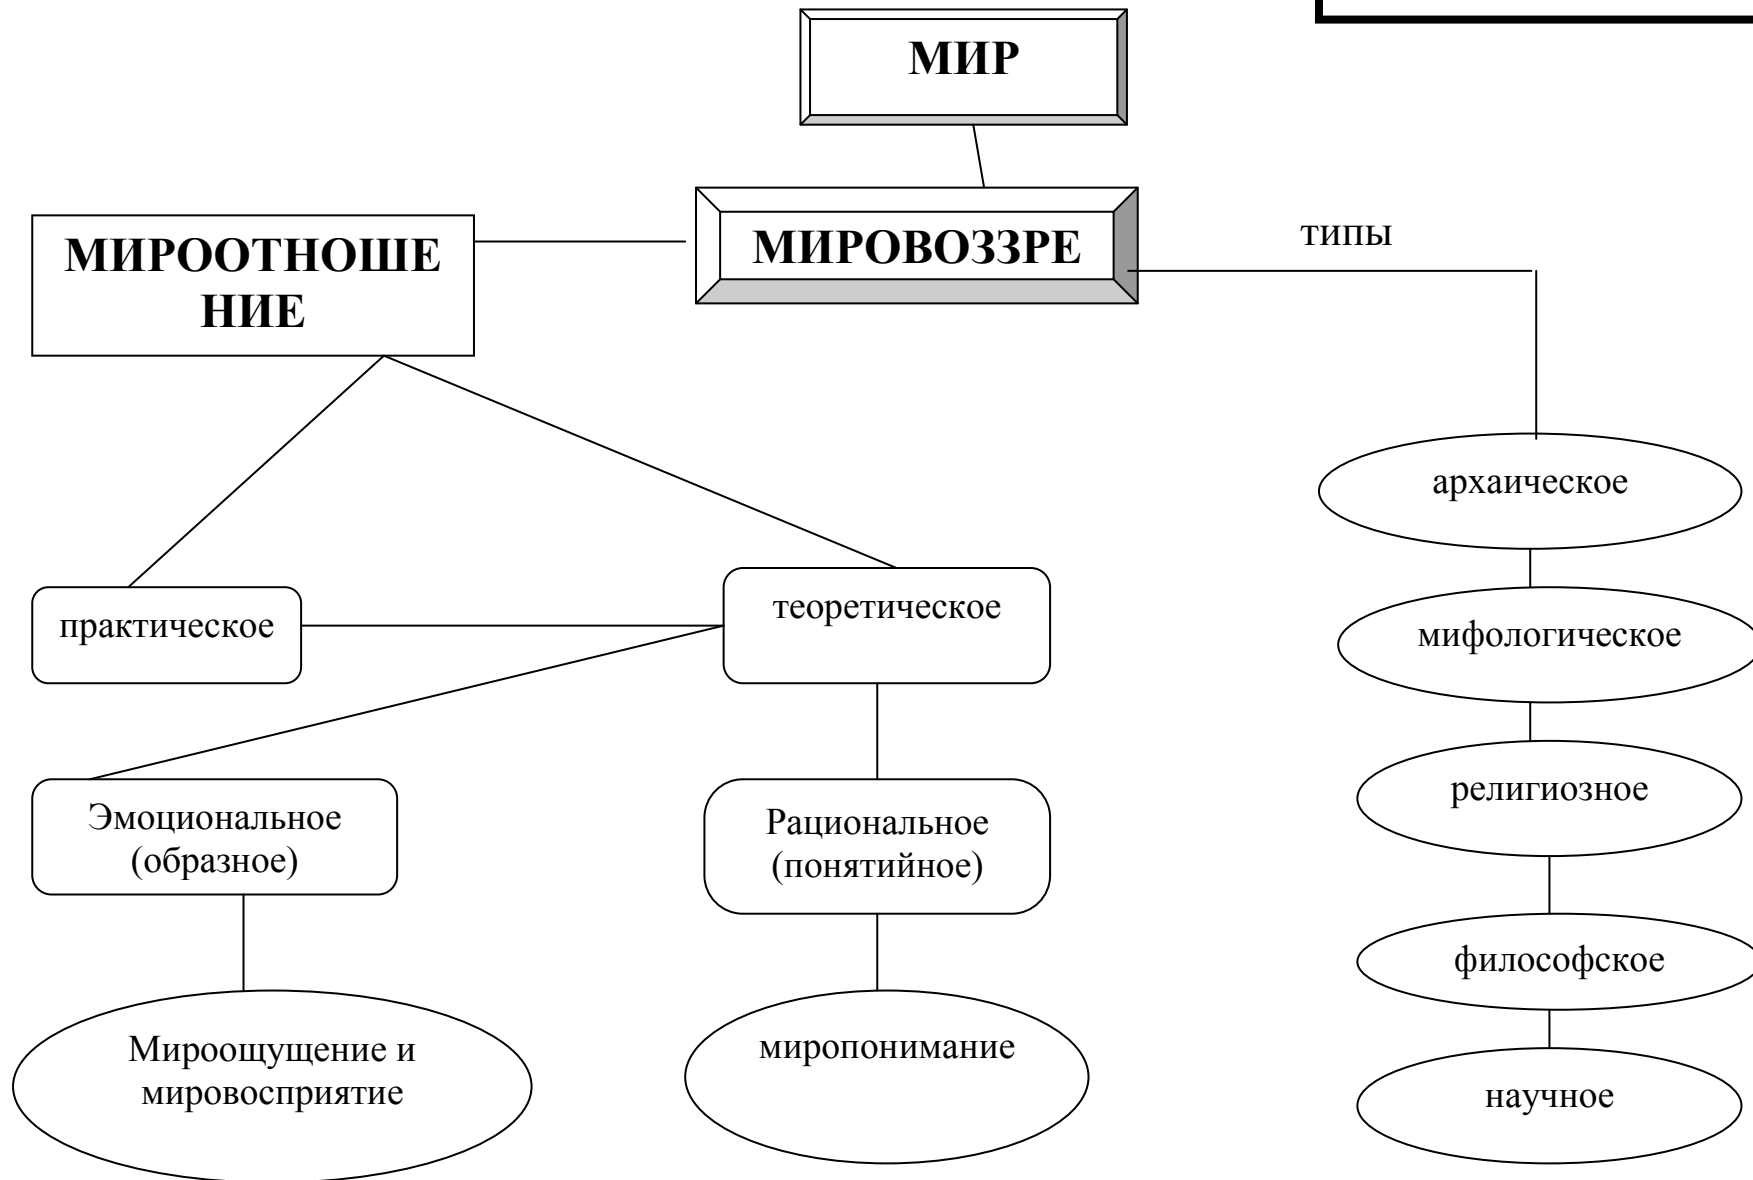 МИР
МИРООТНОШЕ
НИЕ
МИРОВОЗЗРЕ
типы
архаическое
мифологическое
религиозное
философское
научное
практическое
теоретическое
Эмоциональное
(образное)
Рациональное
(понятийное)
Мироощущение и
мировосприятие
миропонимание